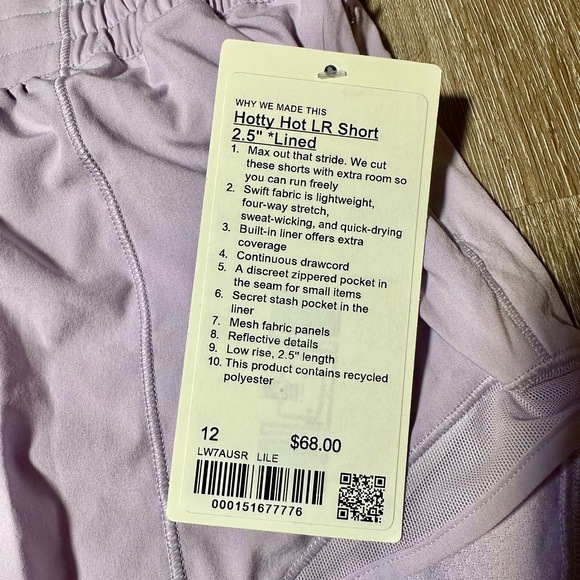 WHY WE MADE THIS
Hotty Hot LR Short
2.5" *Lined
1. Max out that stride. We cut
these shorts with extra room so
you can run freely
2. Swift fabric is lightweight,
four-way stretch,
sweat-wicking, and quick-drying
3. Built-in liner offers extra
coverage
4. Continuous drawcord
5. A discreet zippered pocket in
the seam for small items
6. Secret stash pocket in the
liner
7. Mesh fabric panels
8. Reflective details
9. Low rise, 2.5" length
10. This product contains recycled
polyester
12 $68.00
LW7AUSR LILE
000151677776